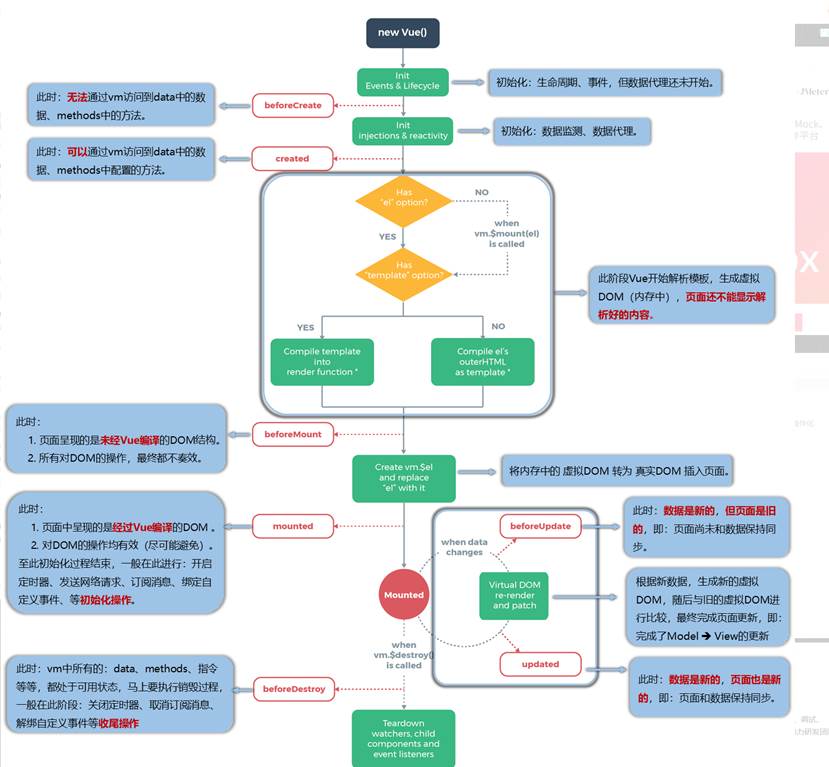 new Vue()
Init
Events & Lifecycle
初始化：生命周期、事件，但数据代理还未开始。
此时：无法通过vm访问到data中的数
据、methods中的方法。
beforeCreate
Init
injections & reactivity
初始化：数据监测、数据代理。
此时：可以通过vm访问到data中的数
据、methods中配置的方法。
created
Has
"el" option?
NO
when
vm.$mount(el)
is called
YES
Has
"template" option?
此阶段Vue开始解析模板，生成虚拟
DOM（内存中），页面还不能显示解
析好的内容。
YES
NO
Compile template
into
render function *
Compile el's
outerHTML
as template *
此时：
1. 页面呈现的是未经Vue编译的DOM结构。
2. 所有对DOM的操作，最终都不奏效。
beforeMount
Create vm.$el
and replace
"el" with it
将内存中的 虚拟DOM 转为 真实DOM 插入页面。
此时：
1. 页面中呈现的是经过Vue编译的DOM 。
2. 对DOM的操作均有效（尽可能避免）。
至此初始化过程结束，一般在此进行：开启
定时器、发送网络请求、订阅消息、绑定自
定义事件、等初始化操作。
mounted
when data
changes
beforeUpdate
此时：数据是新的，但页面是旧
的，即：页面尚未和数据保持同
步。
Mounted
Virtual DOM
re-render
and patch
根据新数据，生成新的虚拟
DOM，随后与旧的虚拟DOM进
行比较，最终完成页面更新，即：
完成了Model ➔ View的更新
when
vm.$destroy()
is called
updated
此时：数据是新的，页面也是新
的，即：页面和数据保持同步。
此时：vm中所有的：data、methods、指令
等等，都处于可用状态，马上要执行销毁过程，
一般在此阶段：关闭定时器、取消订阅消息、
解绑自定义事件等收尾操作
beforeDestroy
Teardown
watchers, child
components and
event listeners
Meter
Mock、
平台
OX
调试、
力研发团